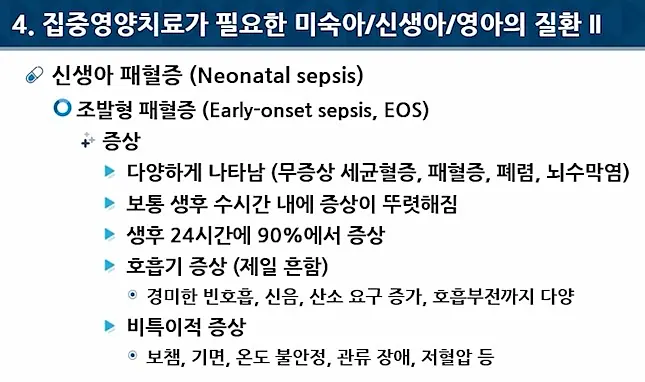 4. 집중영양치료가 필요한 미숙아/신생아/영아의 질환 II
신생아 패혈증 (Neonatal sepsis)
조발형 패혈증 (Early-onset sepsis, EOS)
증상
다양하게 나타남 (무증상 세균혈증, 패혈증, 폐렴, 뇌수막염)
보통 생후 수시간 내에 증상이 뚜렷해짐
생후 24시간에 90%에서 증상
호흡기 증상 (제일 흔함)
경미한 빈호흡, 신음, 산소 요구 증가, 호흡부전까지 다양
비특이적 증상
보챔, 기면, 온도 불안정, 관류 장애, 저혈압 등